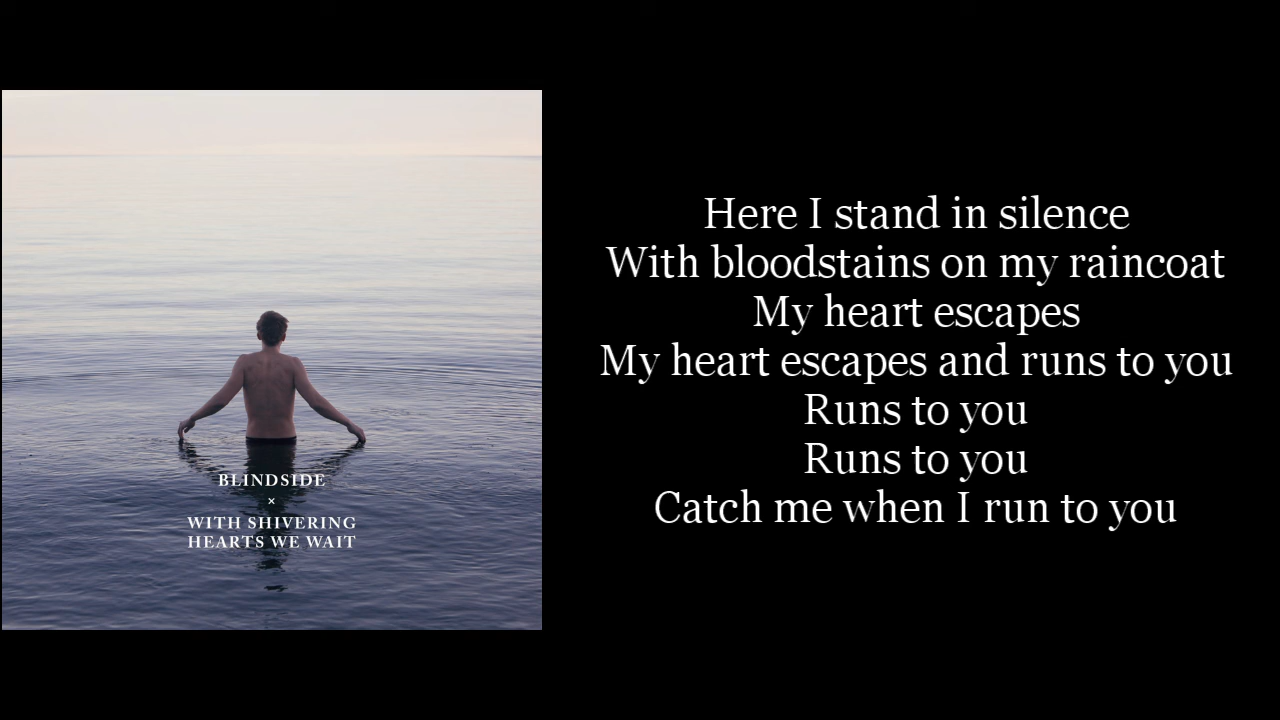 BLINDSIDE
×
WITH SHIVERING
HEARTS WE WAIT
Here I stand in silence
With bloodstains on my raincoat
My heart escapes
My heart escapes and runs to you
Runs to you
Runs to you
Catch me when I run to you